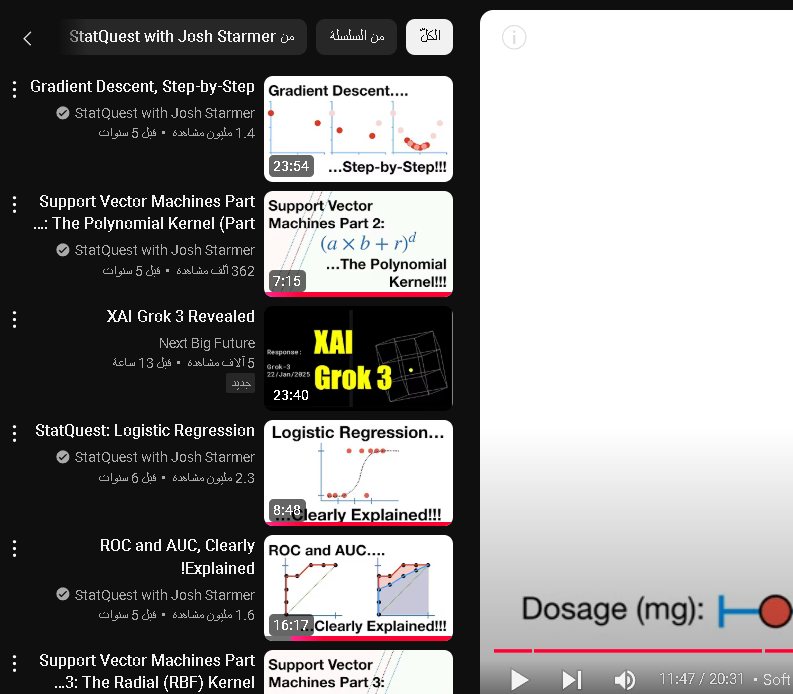 الكلّ
من السلسلة
من StatQuest with Josh Starmer
Gradient Descent, Step-by-Step
StatQuest with Josh Starmer
1.4 مليون مشاهدة • قبل 5 سنوات
Gradient Descent....
...Step-by-Step!!!
23:54
Support Vector Machines Part
...: The Polynomial Kernel (Part
StatQuest with Josh Starmer
362 ألف مشاهدة • قبل 5 سنوات
Support Vector
Machines Part 2:
(a × b + r)^d
...The Polynomial
Kernel!!!
7:15
XAI Grok 3 Revealed
Next Big Future
5 آلاف مشاهدة • قبل 13 ساعة
جديد
XAI
Response :
Grok-3
22/Jan/2025
Grok 3
23:40
StatQuest: Logistic Regression
StatQuest with Josh Starmer
2.3 مليون مشاهدة • قبل 6 سنوات
Logistic Regression...
8:48
...Clearly Explained!!!
ROC and AUC, Clearly
!Explained
StatQuest with Josh Starmer
1.6 مليون مشاهدة • قبل 5 سنوات
ROC and AUC....
16:17
...Clearly Explained!!!
Support Vector Machines Part
...3: The Radial (RBF) Kernel
Support Vector
Machines Part 3:
Dosage (mg):
11:47 / 20:31 • Soft